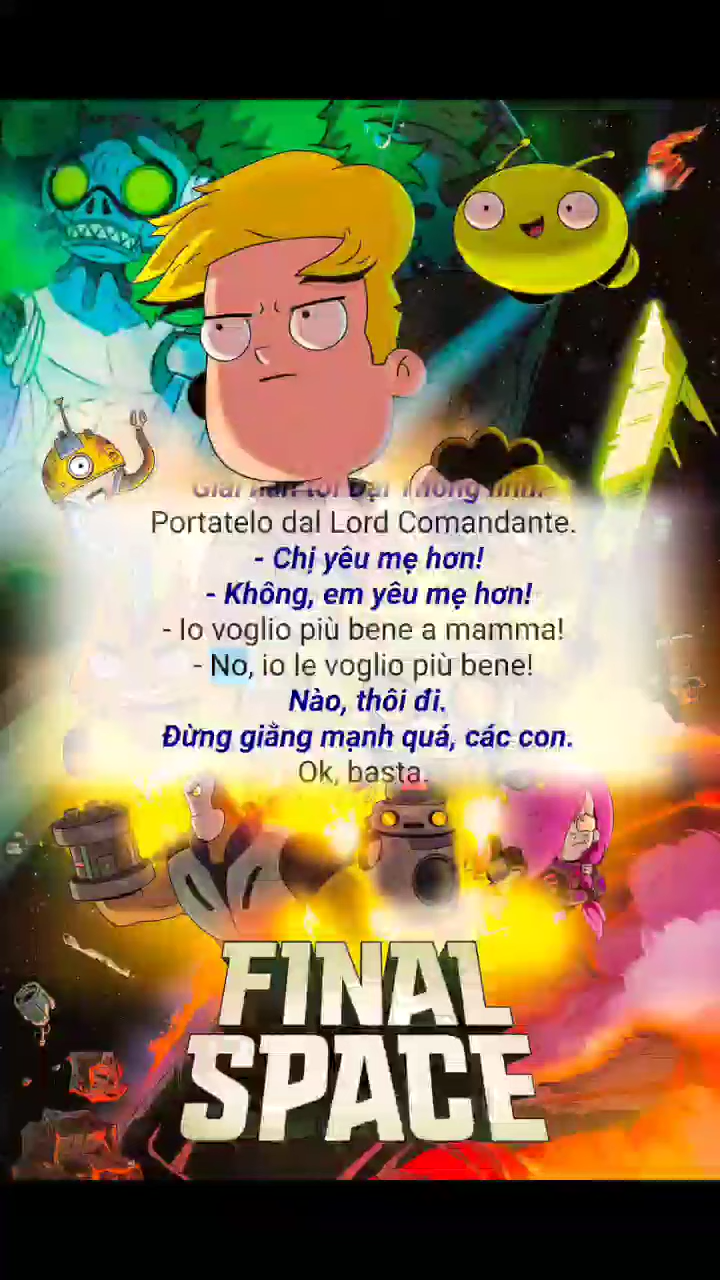 Portatelo dal Lord Comandante.
- Chị yêu mẹ hơn!
- Không, em yêu mẹ hơn!
- Io voglio più bene a mamma!
- No, io le voglio più bene!
Nào, thôi đi.
Đừng giằng mạnh quá, các con.
Ok, basta.
FINAL
SPACE